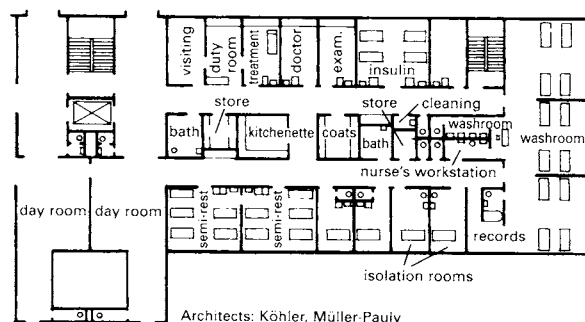 visiting
duty
room
treatment
doctor
exam.
insulin
store
store
cleaning
bath
kitchenette
coats
bath
washroom
washroom
nurse's workstation
day room
day room
semi-rest
semi-rest
records
isolation rooms
Architects: Köhler, Müller-Pauly